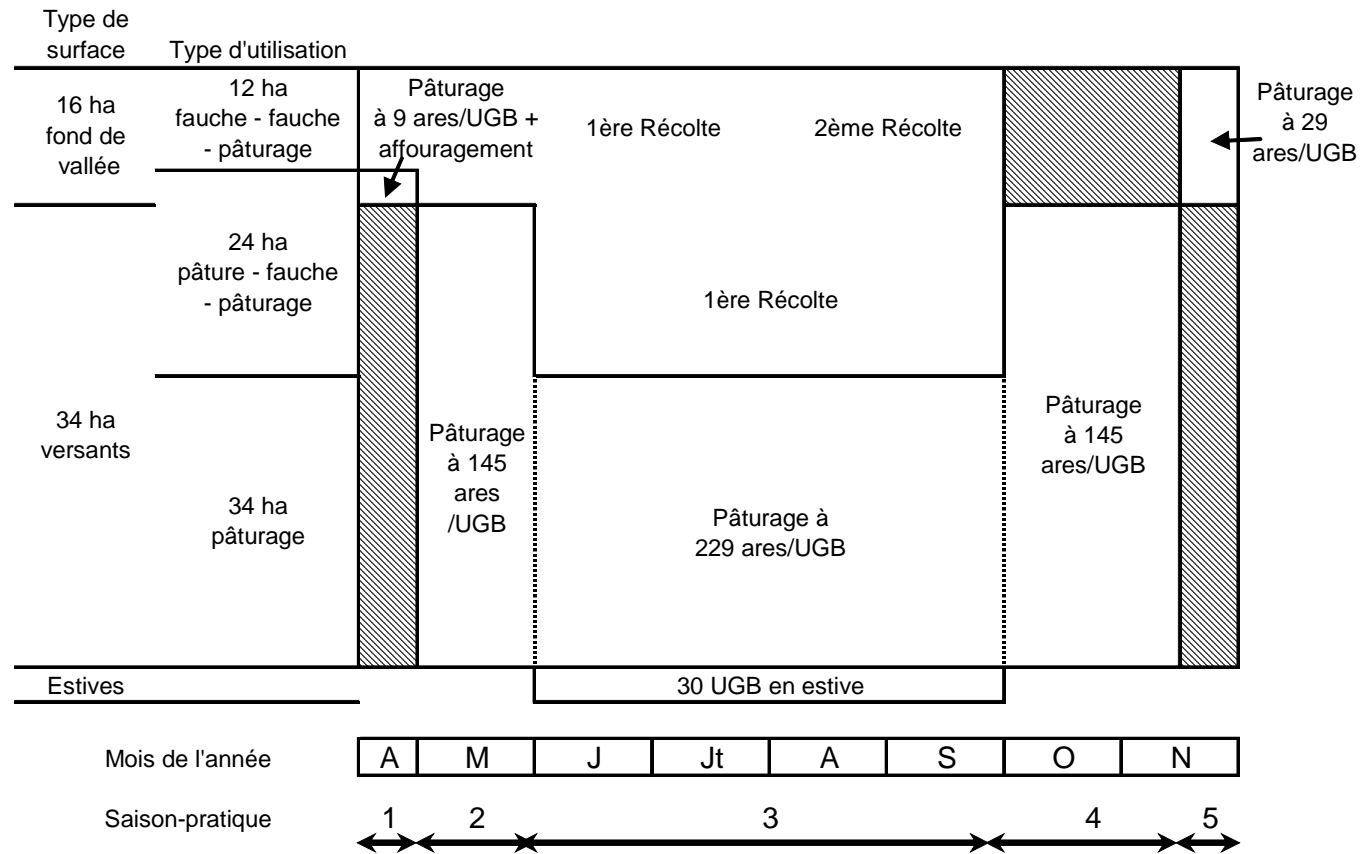 Type de
surface
Type d'utilisation
16 ha
fond de
vallée
12 ha
fauche - fauche
- pâturage
Pâturage
à 9 ares/UGB +
affouragement
1ère Récolte
2ème Récolte
Pâturage
à 29
ares/UGB
24 ha
pâture - fauche
- pâturage
1ère Récolte
34 ha
versants
34 ha
pâturage
Pâturage
à 145
ares
/UGB
Pâturage à
229 ares/UGB
Pâturage
à 145
ares/UGB
Estives
30 UGB en estive
Mois de l'année
A M J Jt A S O N
Saison-pratique
1 2 3 4 5